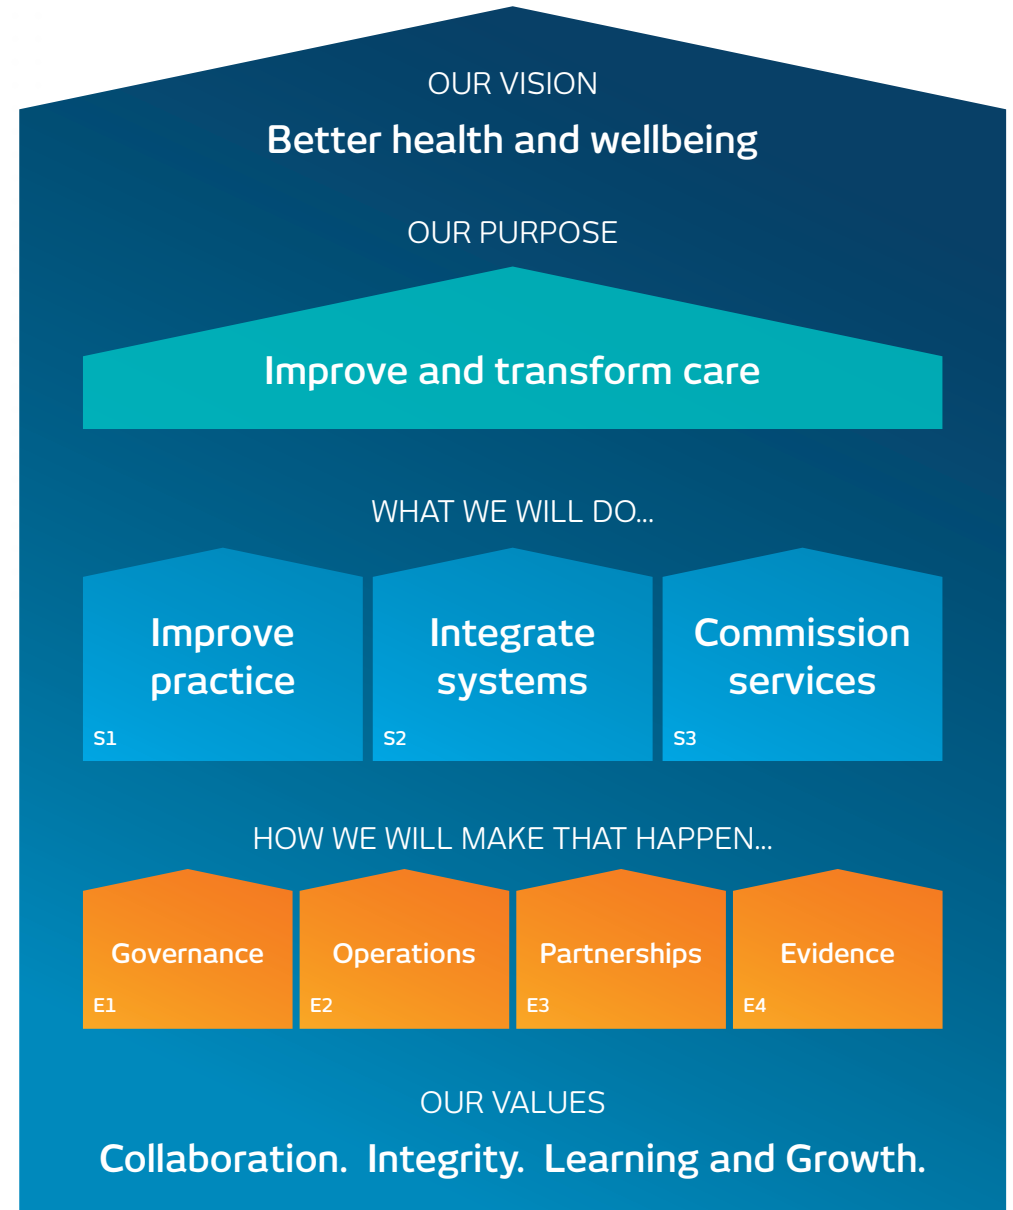 OUR VISION
Better health and wellbeing
OUR PURPOSE
Improve and transform care
WHAT WE WILL DO...
Improve
practice
S1
Integrate
systems
S2
Commission
services
S3
HOW WE WILL MAKE THAT HAPPEN...
Governance
E1
Operations
E2
Partnerships
E3
Evidence
E4
OUR VALUES
Collaboration. Integrity. Learning and Growth.